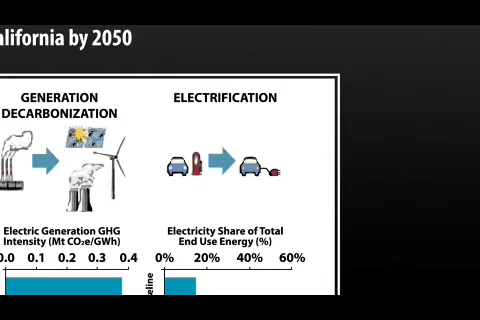 alifornia by 2050
GENERATION
DECARBONIZATION
ELECTRIFICATION
Electric Generation GHG
Intensity (Mt CO2e/GWh)
Electricity Share of Total
End Use Energy (%)
0.0 0.1 0.2 0.3 0.4
0% 20% 40% 60%
seline